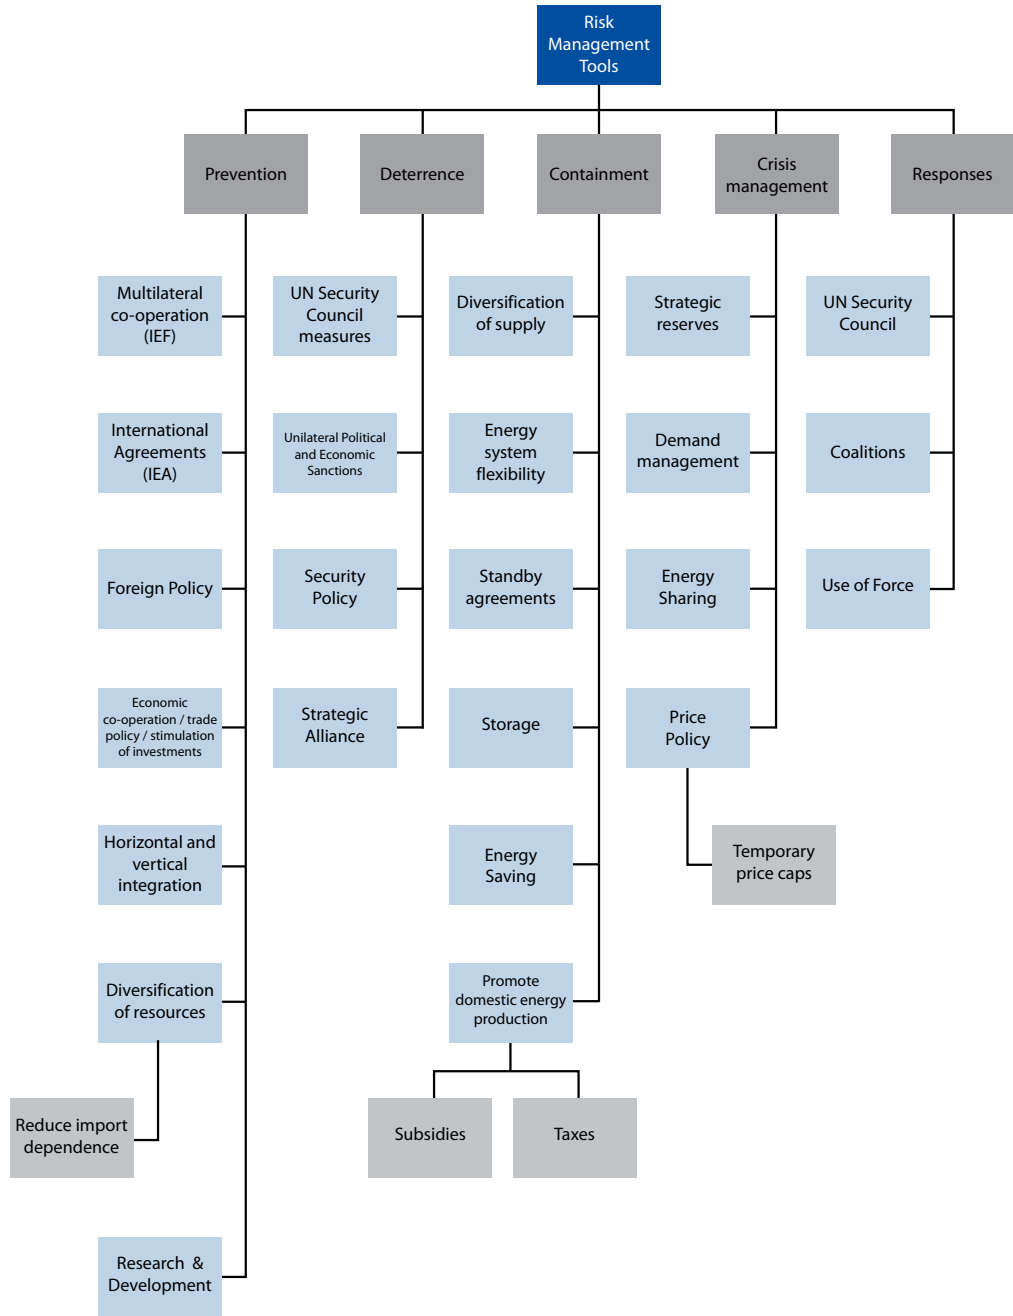 Risk
Management
Tools
Prevention
Deterrence
Containment
Crisis
management
Responses
Multilateral
co-operation
(IEF)
UN Security
Council
measures
Diversification
of supply
Strategic
reserves
UN Security
Council
International
Agreements
(IEA)
Unilateral Political
and Economic
Sanctions
Energy
system
flexibility
Demand
management
Coalitions
Foreign Policy
Security
Policy
Standby
agreements
Energy
Sharing
Use of Force
Economic
co-operation / trade
policy / stimulation
of investments
Strategic
Alliance
Storage
Price
Policy
Horizontal and
vertical
integration
Energy
Saving
Temporary
price caps
Diversification
of resources
Promote
domestic energy
production
Reduce import
dependence
Subsidies
Taxes
Research &
Development